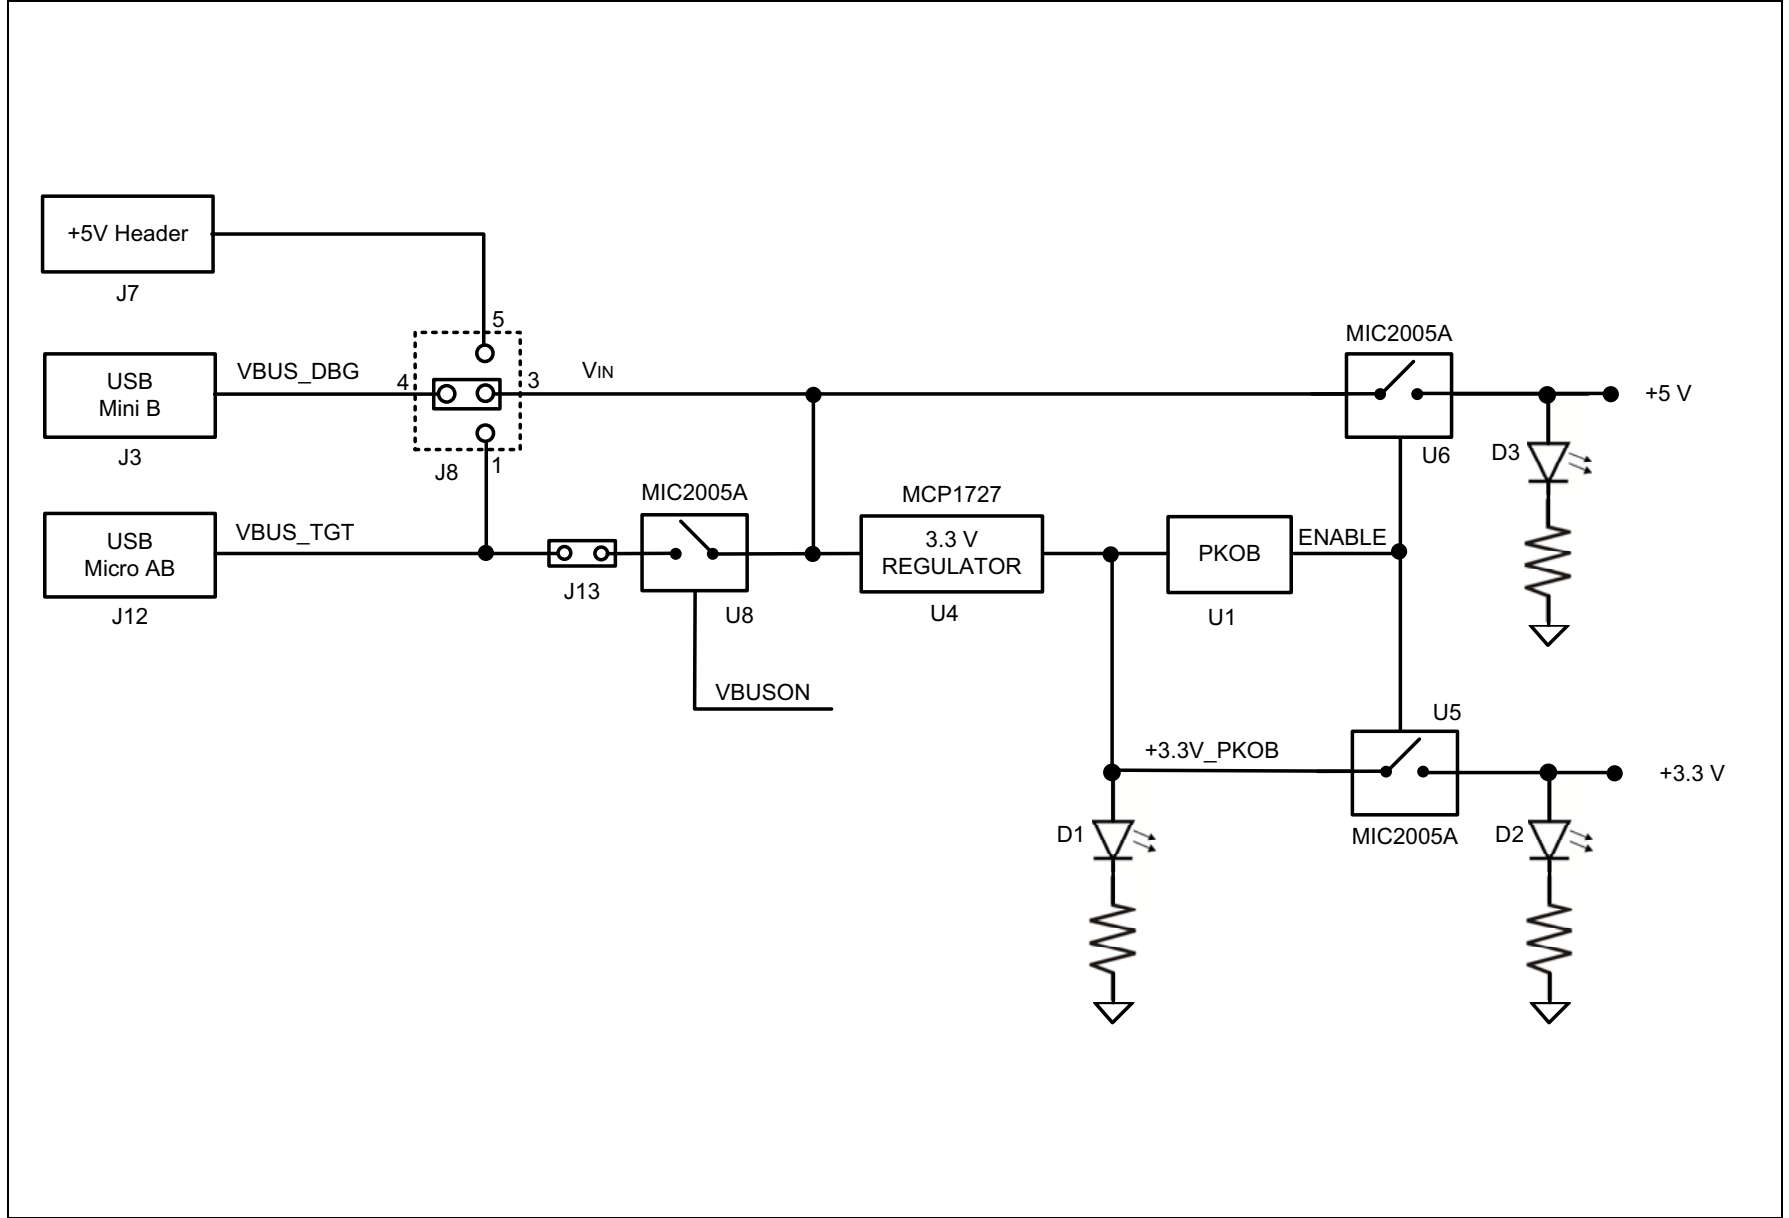 +5V Header
J7
5
MIC2005A
USB
Mini B
VBUS_DBG
4
3
VIN
+5 V
J3
J8
1
U6
D3
USB
Micro AB
VBUS_TGT
MIC2005A
MCP1727
3.3 V
REGULATOR
PKOB
ENABLE
J12
J13
U8
U4
U1
VBUSON
U5
+3.3V_PKOB
+3.3 V
D1
MIC2005A
D2